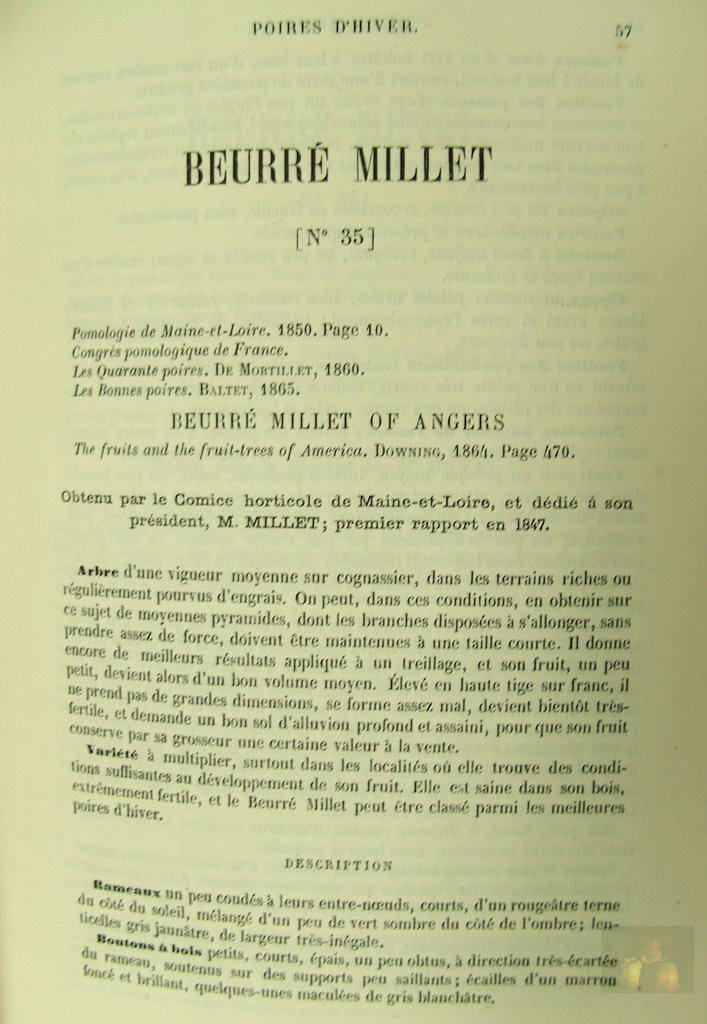 POIRES D'HIVER. 57
BEURRÉ MILLET
[N° 35]
Pomologie de Maine-et-Loire. 1850. Page 10.
Congrès pomologique de France.
Les Quarante poires. DE MORTILLET, 1860.
Les Bonnes poires. BALTET, 1865.
BEURRÉ MILLET OF ANGERS
The fruits and the fruit-trees of America. DOWNING, 1864. Page 470.
Obtenu par le Comice horticole de Maine-et-Loire, et dédié à son
président, M. MILLET; premier rapport en 1847.
Arbre d'une vigueur moyenne sur cognassier, dans les terrains riches ou
régulièrement pourvus d'engrais. On peut, dans ces conditions, en obtenir sur
ce sujet de moyennes pyramides, dont les branches disposées à s'allonger, sans
prendre assez de force, doivent être maintenues à une taille courte. Il donne
encore de meilleurs résultats appliqué à un treillage, et son fruit, un peu
petit, devient alors d'un bon volume moyen. Élevé en haute tige sur franc, il
ne prend pas de grandes dimensions, se forme assez mal, devient bientôt très-
fertile, et demande un bon sol d'alluvion profond et assaini, pour que son fruit
conserve par sa grosseur une certaine valeur à la vente.
Variété à multiplier, surtout dans les localités où elle trouve des condi-
tions suffisantes au développement de son fruit. Elle est saine dans son bois,
extrêmement fertile, et le Beurré Millet peut être classé parmi les meilleures
poires d'hiver.
DESCRIPTION
Rameaux un peu coudés à leurs entre-nœuds, courts, d'un rougeâtre terne
du côté du soleil, mélangé d'un peu de vert sombre du côté de l'ombre; len-
ticelles gris jaunâtre, de largeur très-inégale.
Boutons à bois petits, courts, épais, un peu obtus, à direction très-écartée
du rameau, soutenus sur des supports peu saillants; écailles d'un marron
foncé et brillant, quelques-unes maculées de gris blanchâtre.